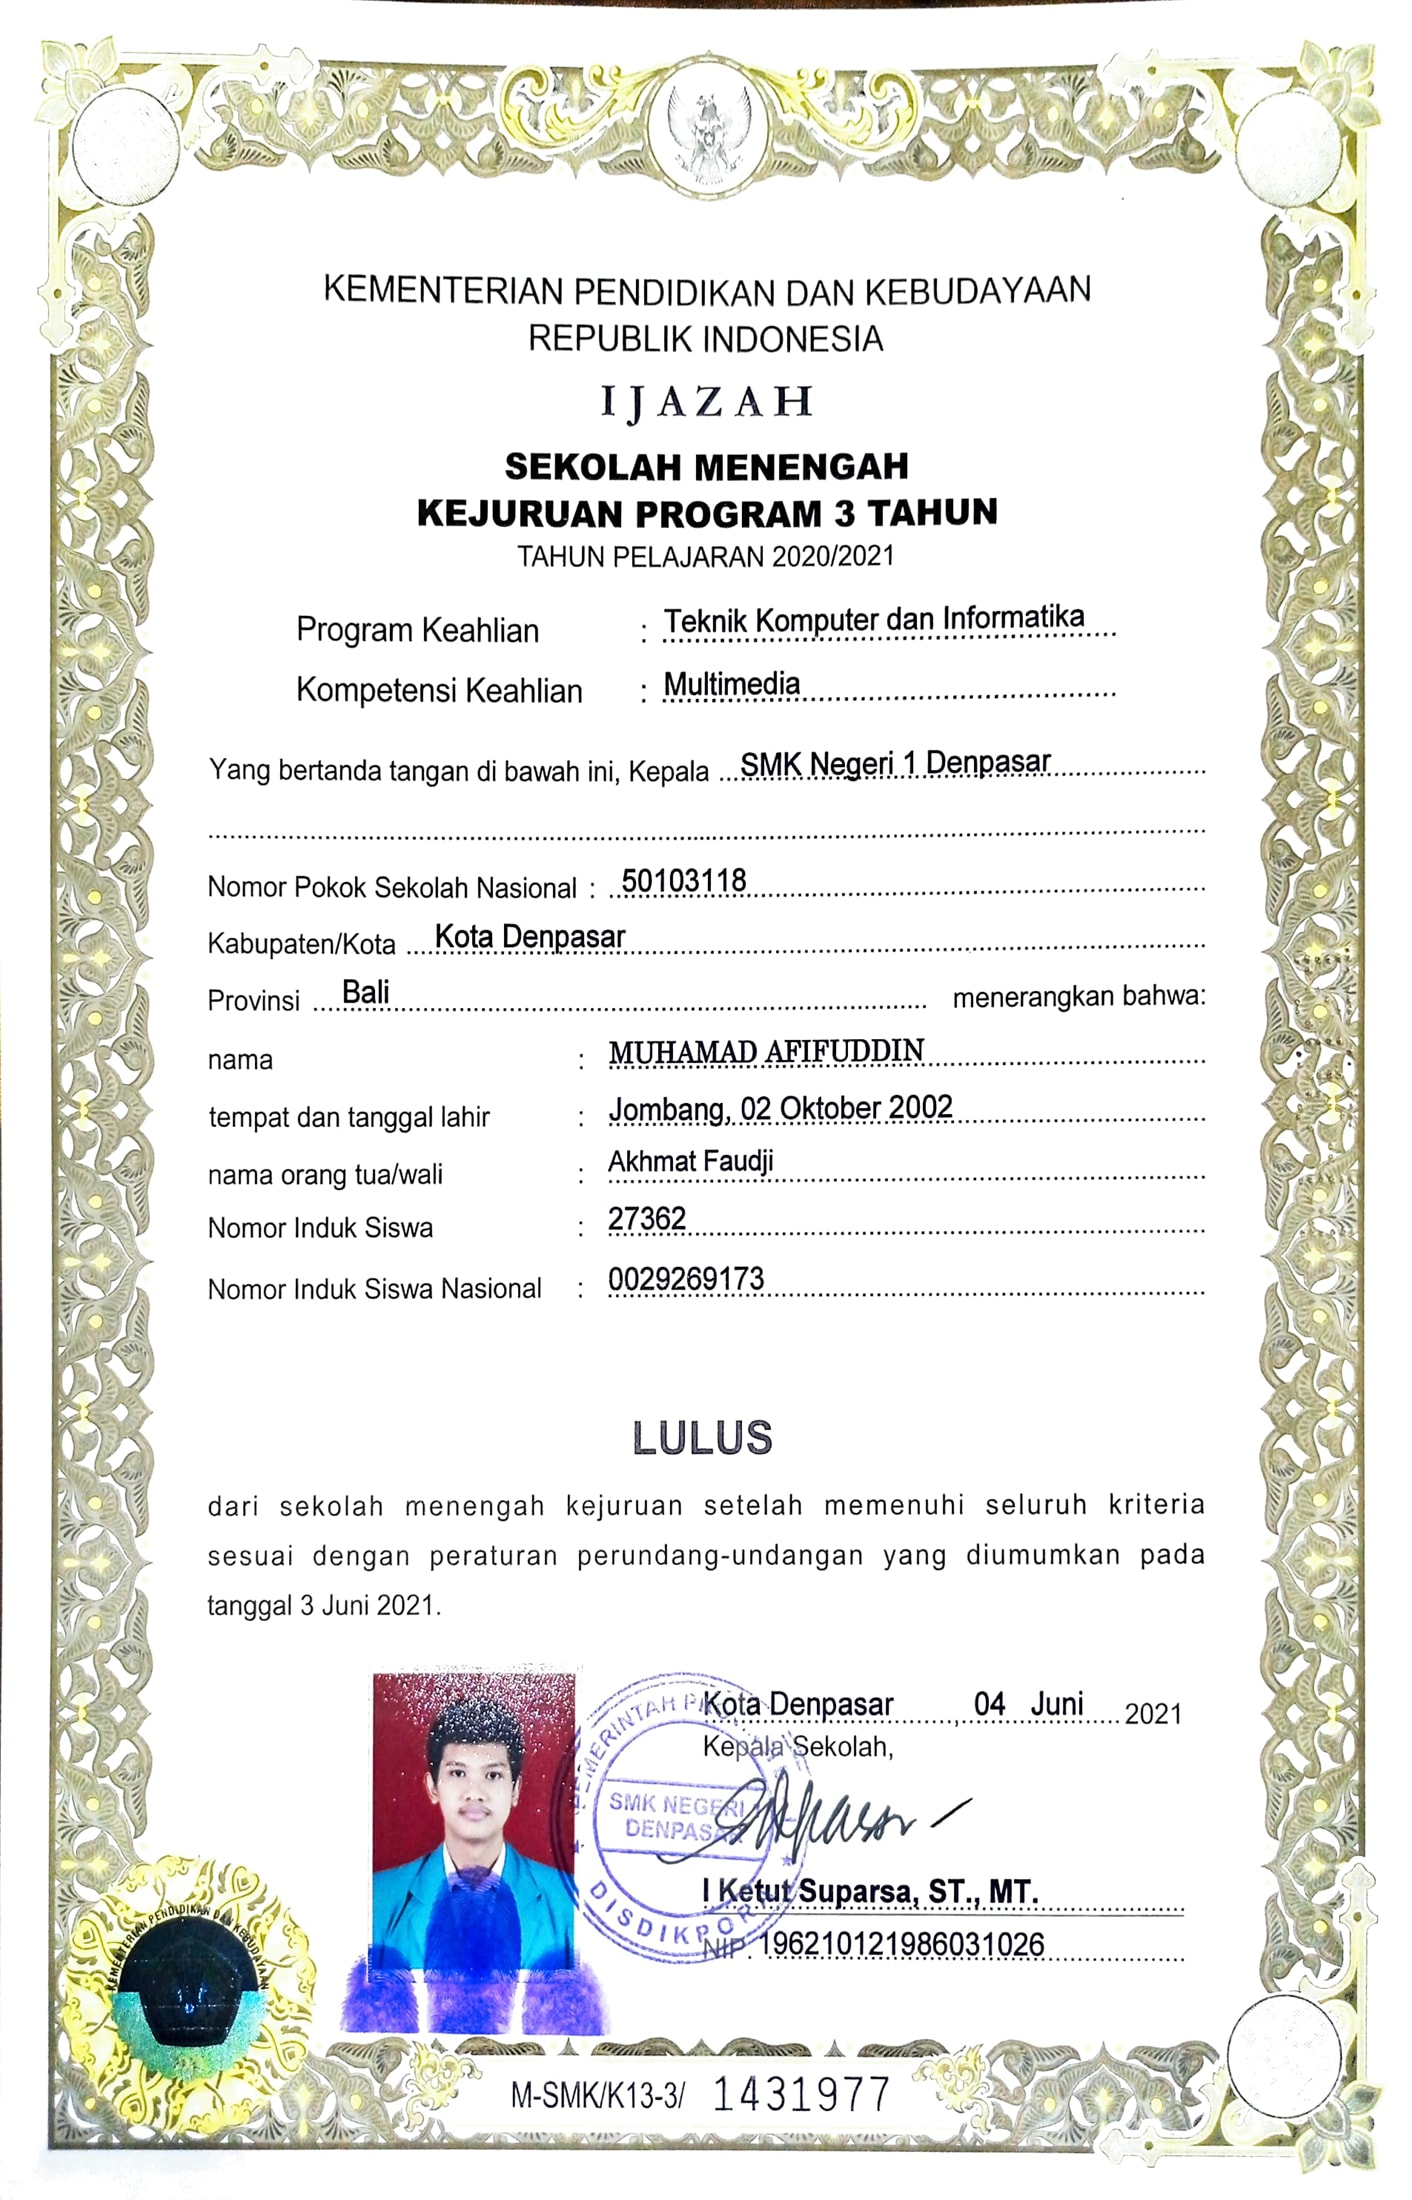 KEMENTERIAN PENDIDIKAN DAN KEBUDAYAAN
REPUBLIK INDONESIA
IJAZAH
SEKOLAH MENENGAH
KEJURUAN PROGRAM 3 TAHUN
TAHUN PELAJARAN 2020/2021
Program Keahlian : Teknik Komputer dan Informatika
Kompetensi Keahlian : Multimedia
Yang bertanda tangan di bawah ini, Kepala SMK Negeri 1 Denpasar
Nomor Pokok Sekolah Nasional : 50103118
Kabupaten/Kota Kota Denpasar
Provinsi Bali menerangkan bahwa:
nama : MUHAMAD AFIFUDDIN
tempat dan tanggal lahir : Jombang, 02 Oktober 2002
nama orang tua/wali : Akhmat Faudji
Nomor Induk Siswa : 27362
Nomor Induk Siswa Nasional : 0029269173
LULUS
dari sekolah menengah kejuruan setelah memenuhi seluruh kriteria
sesuai dengan peraturan perundang-undangan yang diumumkan pada
tanggal 3 Juni 2021.
Kota Denpasar, 04 Juni 2021
Kepala Sekolah,
PEMERINTAH
SMK NEGERI 1
DENPASAR
DISDIKPORA
I Ketut Suparsa, ST., MT.
NIP. 196210121986031026
KEMENTERIAN PENDIDIKAN DAN KEBUDAYAAN
M-SMK/K13-3/ 1431977